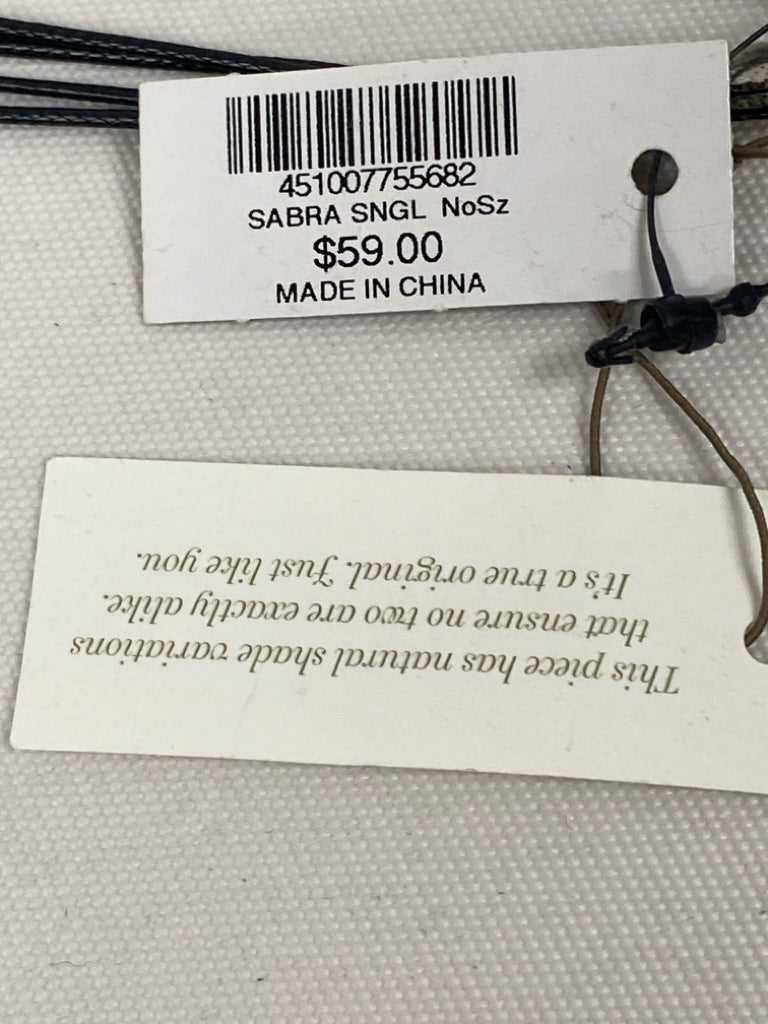 451007755682
SABRA SNGL NoSz
$59.00
MADE IN CHINA
This piece has natural shade variations
that ensure no two are exactly alike.
It's a true original. Just like you.